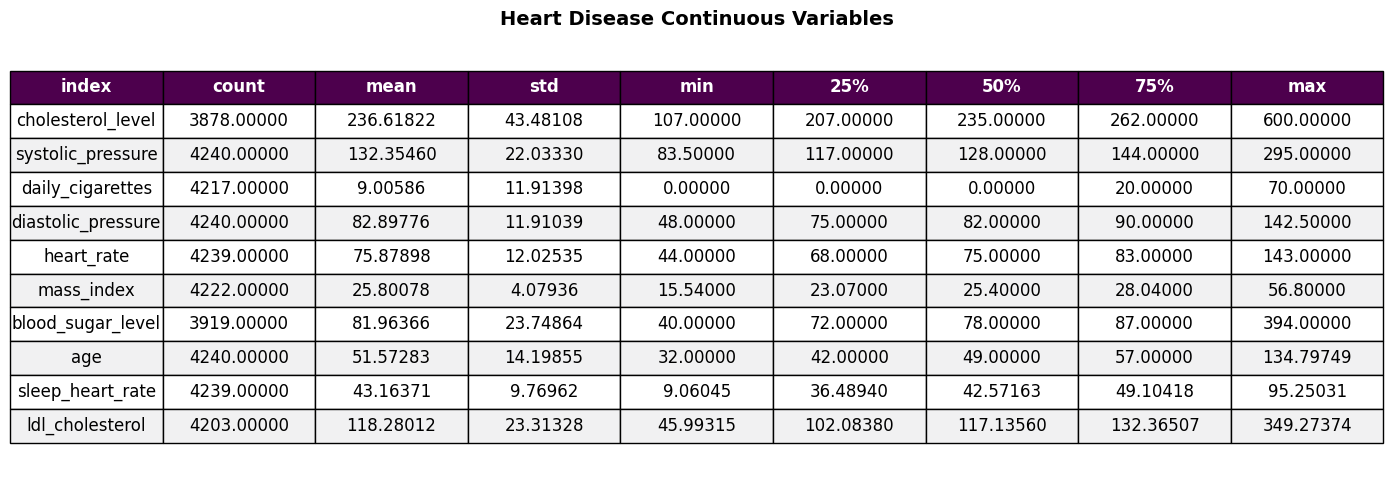 Heart Disease Continuous Variables
index count mean std min 25% 50% 75% max
cholesterol_level 3878.00000 236.61822 43.48108 107.00000 207.00000 235.00000 262.00000 600.00000
systolic_pressure 4240.00000 132.35460 22.03330 83.50000 117.00000 128.00000 144.00000 295.00000
daily_cigarettes 4217.00000 9.00586 11.91398 0.00000 0.00000 0.00000 20.00000 70.00000
diastolic_pressure 4240.00000 82.89776 11.91039 48.00000 75.00000 82.00000 90.00000 142.50000
heart_rate 4239.00000 75.87898 12.02535 44.00000 68.00000 75.00000 83.00000 143.00000
mass_index 4222.00000 25.80078 4.07936 15.54000 23.07000 25.40000 28.04000 56.80000
blood_sugar_level 3919.00000 81.96366 23.74864 40.00000 72.00000 78.00000 87.00000 394.00000
age 4240.00000 51.57283 14.19855 32.00000 42.00000 49.00000 57.00000 134.79749
sleep_heart_rate 4239.00000 43.16371 9.76962 9.06045 36.48940 42.57163 49.10418 95.25031
ldl_cholesterol 4203.00000 118.28012 23.31328 45.99315 102.08380 117.13560 132.36507 349.27374